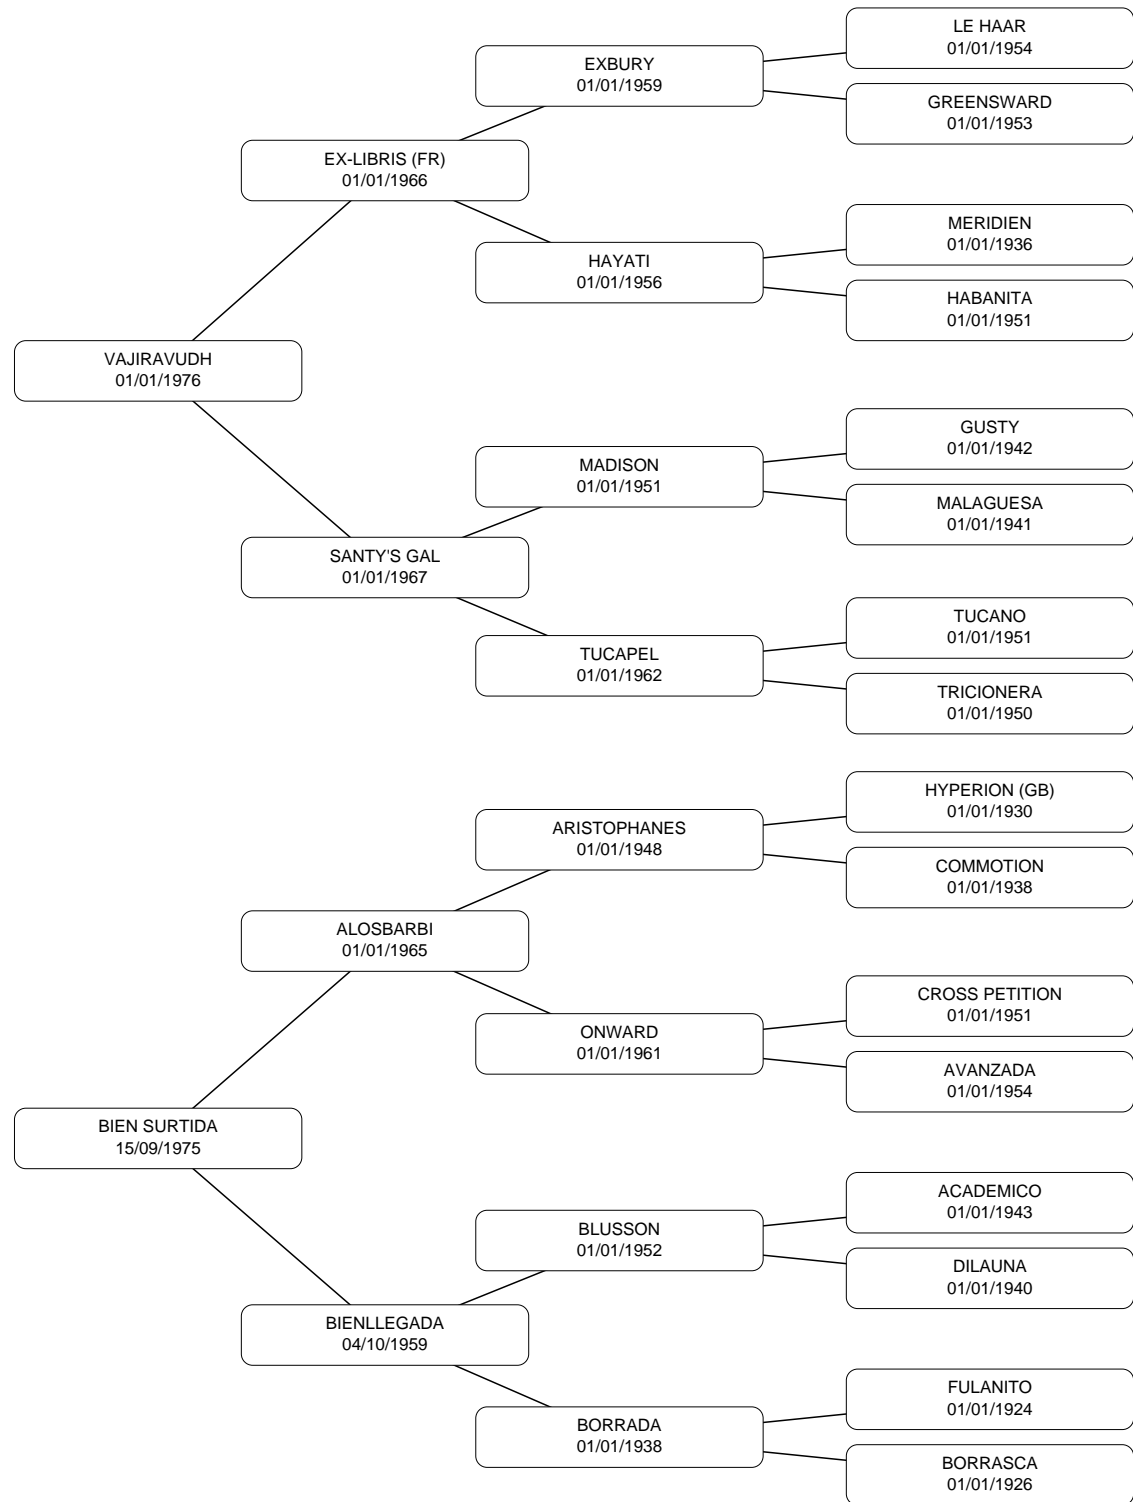 LE HAAR
01/01/1954
EXBURY
01/01/1959
GREENSWARD
01/01/1953
EX-LIBRIS (FR)
01/01/1966
MERIDIEN
01/01/1936
HAYATI
01/01/1956
HABANITA
01/01/1951
VAJIRAVUDH
01/01/1976
GUSTY
01/01/1942
MADISON
01/01/1951
MALAGUESA
01/01/1941
SANTY'S GAL
01/01/1967
TUCANO
01/01/1951
TUCAPEL
01/01/1962
TRICIONERA
01/01/1950
HYPERION (GB)
01/01/1930
ARISTOPHANES
01/01/1948
COMMOTION
01/01/1938
ALOSBARBI
01/01/1965
CROSS PETITION
01/01/1951
ONWARD
01/01/1961
AVANZADA
01/01/1954
BIEN SURTIDA
15/09/1975
ACADEMICO
01/01/1943
BLUSSON
01/01/1952
DILAUNA
01/01/1940
BIENLLEGADA
04/10/1959
FULANITO
01/01/1924
BORRADA
01/01/1938
BORRASCA
01/01/1926